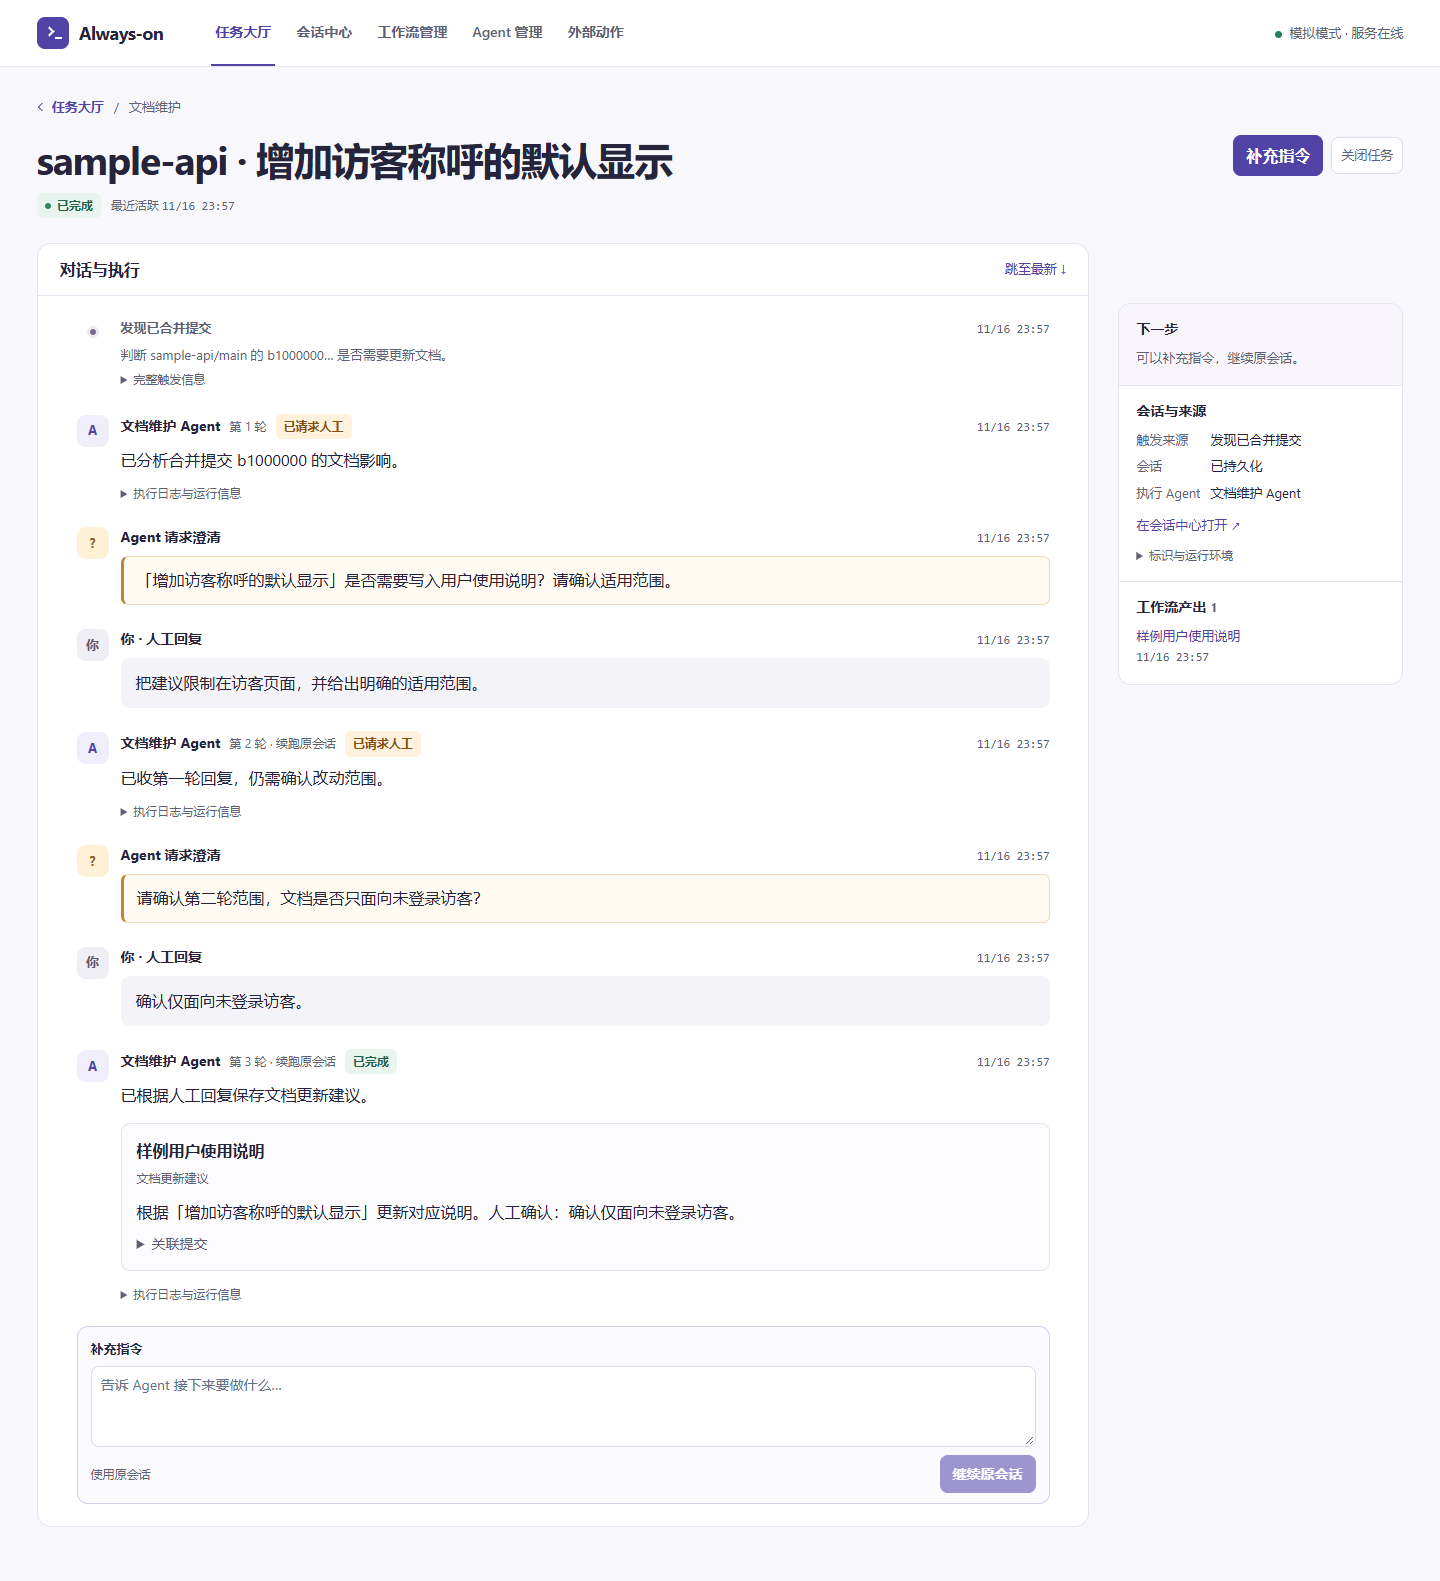 Always-on
任务大厅
会话中心
工作流管理
Agent 管理
外部动作
模拟模式 · 服务在线
‹ 任务大厅 / 文档维护
sample-api · 增加访客称呼的默认显示
补充指令
关闭任务
已完成 最近活跃 11/16 23:57
对话与执行
跳至最新 ↓
发现已合并提交 11/16 23:57
判断 sample-api/main 的 b1000000… 是否需要更新文档。
▶ 完整触发信息
A 文档维护 Agent 第 1 轮 已请求人工 11/16 23:57
已分析合并提交 b1000000 的文档影响。
▶ 执行日志与运行信息
? Agent 请求澄清 11/16 23:57
「增加访客称呼的默认显示」是否需要写入用户使用说明？请确认适用范围。
你 你 · 人工回复 11/16 23:57
把建议限制在访客页面，并给出明确的适用范围。
A 文档维护 Agent 第 2 轮 · 续跑原会话 已请求人工 11/16 23:57
已收第一轮回复，仍需确认改动范围。
▶ 执行日志与运行信息
? Agent 请求澄清 11/16 23:57
请确认第二轮范围，文档是否只面向未登录访客？
你 你 · 人工回复 11/16 23:57
确认仅面向未登录访客。
A 文档维护 Agent 第 3 轮 · 续跑原会话 已完成 11/16 23:57
已根据人工回复保存文档更新建议。
样例用户使用说明
文档更新建议
根据「增加访客称呼的默认显示」更新对应说明。人工确认：确认仅面向未登录访客。
▶ 关联提交
▶ 执行日志与运行信息
补充指令
告诉 Agent 接下来要做什么…
使用原会话
继续原会话
下一步
可以补充指令，继续原会话。
会话与来源
触发来源 发现已合并提交
会话 已持久化
执行 Agent 文档维护 Agent
在会话中心打开 ↗
▶ 标识与运行环境
工作流产出 1
样例用户使用说明
11/16 23:57